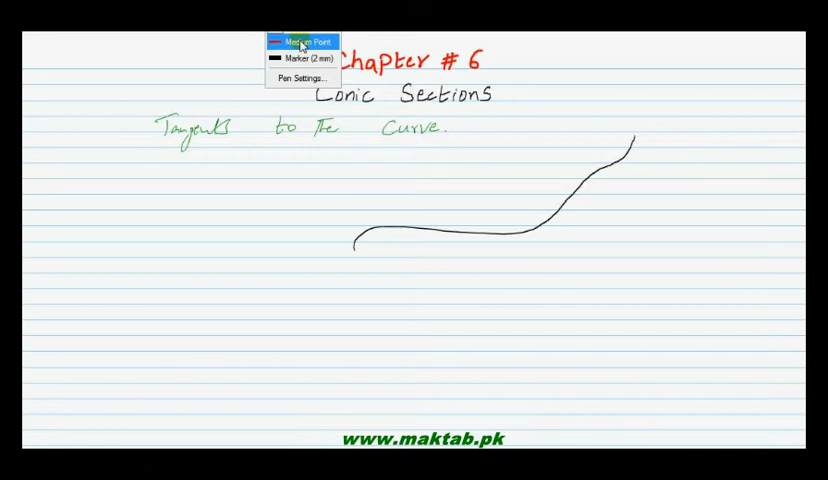 Medium Point
Marker (2 mm)
Pen Settings...
Chapter # 6
Conic Sections
Tangents to the Curve.
www.maktab.pk